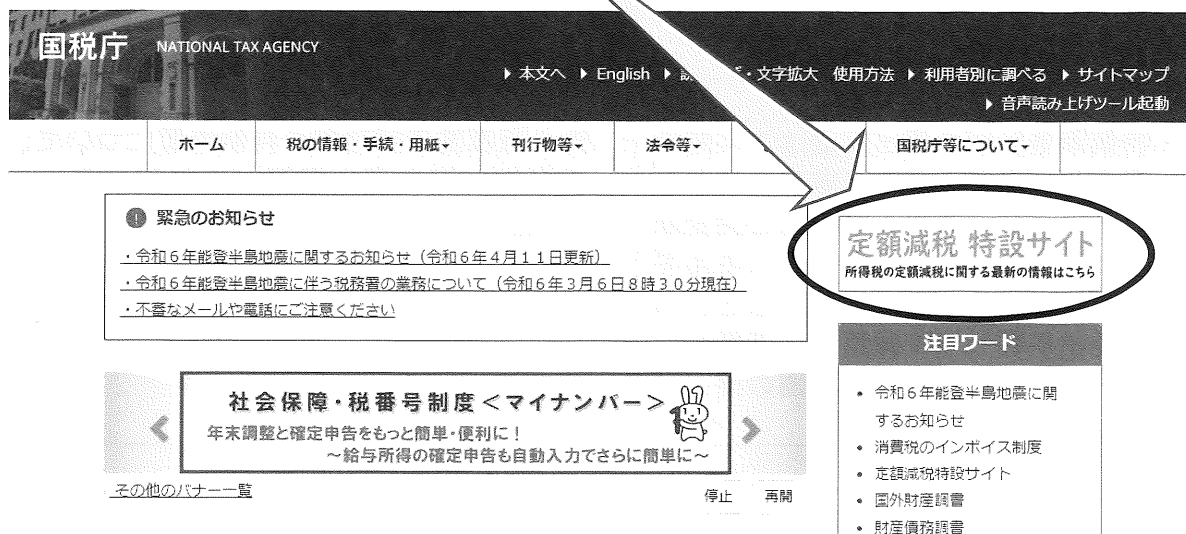 国税庁 NATIONAL TAX AGENCY
▶ 本文へ ▶ English ▶ ・文字拡大 使用方法 ▶ 利用者別に調べる ▶ サイトマップ
▶ 音声読み上げツール起動
ホーム 税の情報・手続・用紙 刊行物等 法令等 国税庁等について
緊急のお知らせ
・令和6年能登半島地震に関するお知らせ（令和6年4月11日更新）
・令和6年能登半島地震に伴う税務署の業務について（令和6年3月6日8時30分現在）
・不審なメールや電話にご注意ください
定額減税 特設サイト
所得税の定額減税に関する最新の情報はこちら
社会保障・税番号制度＜マイナンバー＞
年末調整と確定申告をもっと簡単・便利に！
～給与所得の確定申告も自動入力でさらに簡単に～
その他のバナー一覧
停止 再開
注目ワード
• 令和6年能登半島地震に関
するお知らせ
• 消費税のインボイス制度
• 定額減税特設サイト
• 国外財産調書
• 財産債務調書